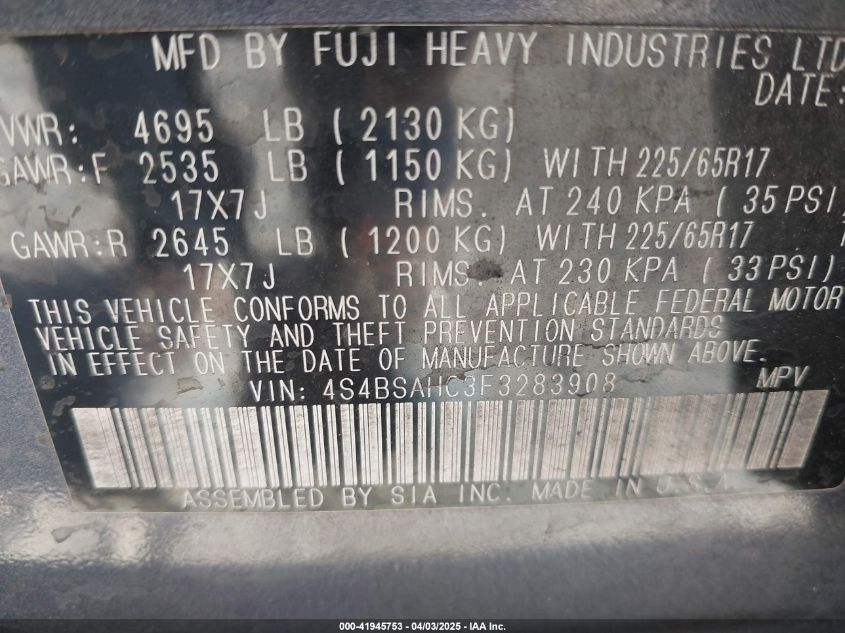 MFD BY FUJI HEAVY INDUSTRIES LTD
DATE:
VWR: 4695 LB ( 2130 KG)
GAWR:F 2535 LB ( 1150 KG) WITH 225/65R17
17X7J RIMS. AT 240 KPA ( 35 PSI)
GAWR:R 2645 LB ( 1200 KG) WITH 225/65R17
17X7J RIMS. AT 230 KPA ( 33 PSI)
THIS VEHICLE CONFORMS TO ALL APPLICABLE FEDERAL MOTOR
VEHICLE SAFETY AND THEFT PREVENTION STANDARDS
IN EFFECT ON THE DATE OF MANUFACTURE SHOWN ABOVE.
VIN: 4S4BSAHC3F3283908 MPV
ASSEMBLED BY SIA INC. MADE IN U.S.A.
000-41945753 - 04/03/2025 - IAA Inc.